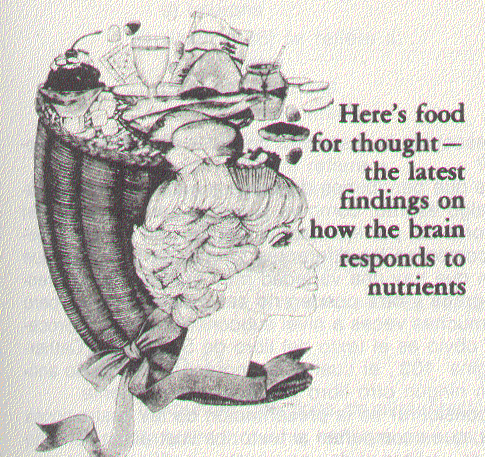 Here's food
for thought—
the latest
findings on
how the brain
responds to
nutrients